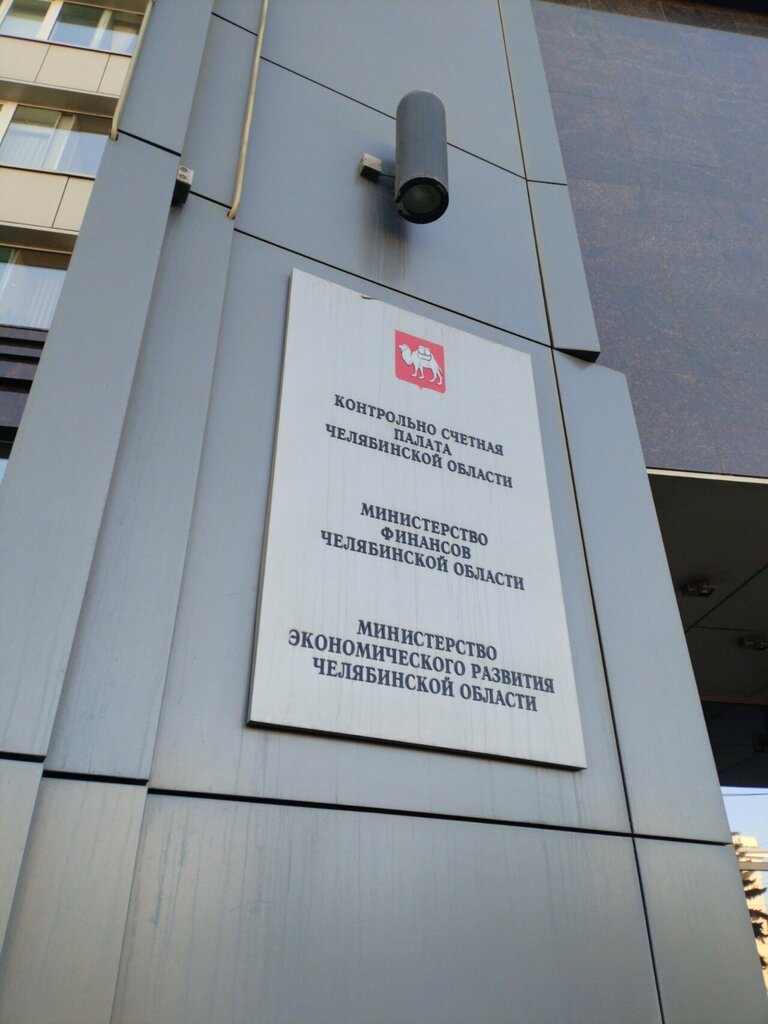 КОНТРОЛЬНО СЧЕТНАЯ
ПАЛАТА
ЧЕЛЯБИНСКОЙ ОБЛАСТИ
МИНИСТЕРСТВО
ФИНАНСОВ
ЧЕЛЯБИНСКОЙ ОБЛАСТИ
МИНИСТЕРСТВО
ЭКОНОМИЧЕСКОГО РАЗВИТИЯ
ЧЕЛЯБИНСКОЙ ОБЛАСТИ